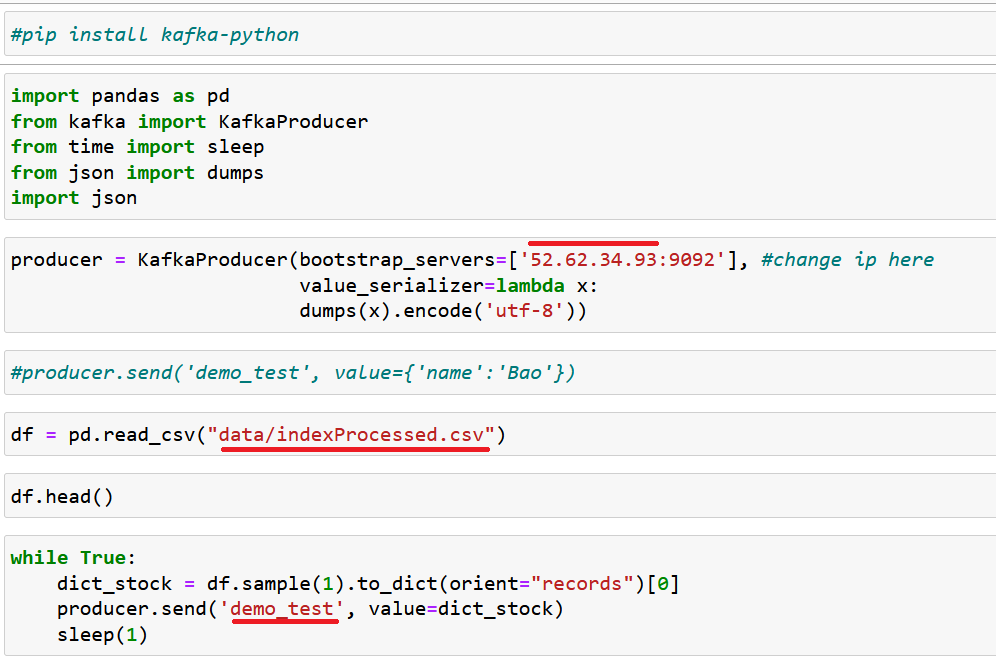 #pip install kafka-python
import pandas as pd
from kafka import KafkaProducer
from time import sleep
from json import dumps
import json
producer = KafkaProducer(bootstrap_servers=['52.62.34.93:9092'], #change ip here
                         value_serializer=lambda x:
                         dumps(x).encode('utf-8'))
#producer.send('demo_test', value={'name':'Bao'})
df = pd.read_csv("data/indexProcessed.csv")
df.head()
while True:
    dict_stock = df.sample(1).to_dict(orient="records")[0]
    producer.send('demo_test', value=dict_stock)
    sleep(1)